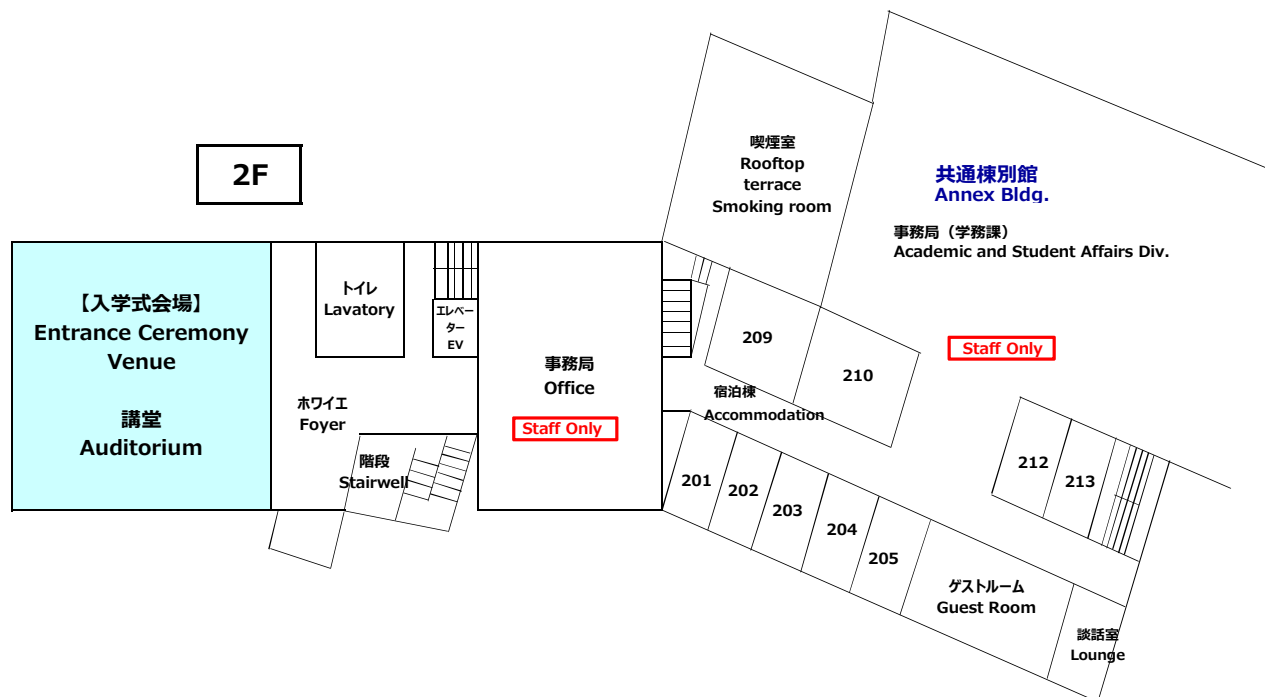 2F
【入学式会場】
Entrance Ceremony
Venue
講堂
Auditorium
トイレ
Lavatory
エレベー
ター
EV
ホワイエ
Foyer
階段
Stairwell
事務局
Office
Staff Only
喫煙室
Rooftop
terrace
Smoking room
共通棟別館
Annex Bldg.
事務局（学務課）
Academic and Student Affairs Div.
Staff Only
209
210
宿泊棟
Accommodation
201
202
203
204
205
212
213
ゲストルーム
Guest Room
談話室
Lounge